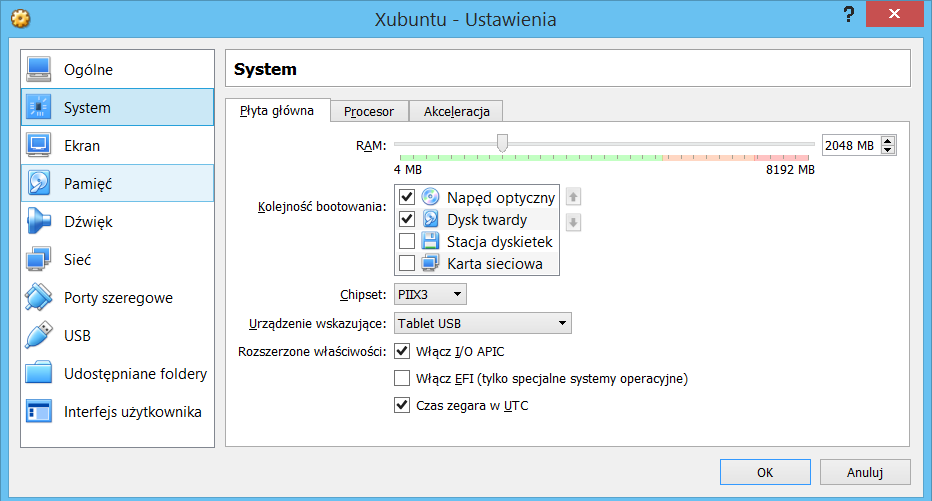 Xubuntu - Ustawienia
?
x
Ogólne
System
Ekran
Pamięć
Dźwięk
Sieć
Porty szeregowe
USB
Udostępniane foldery
Interfejs użytkownika
System
Płyta główna Procesor Akceleracja
RAM: 2048 MB
4 MB 8192 MB
Kolejność bootowania:
Napęd optyczny
Dysk twardy
Stacja dyskietek
Karta sieciowa
Chipset: PIIX3
Urządzenie wskazujące: Tablet USB
Rozszerzone właściwości: Włącz I/O APIC
Włącz EFI (tylko specjalne systemy operacyjne)
Czas zegara w UTC
OK Anuluj